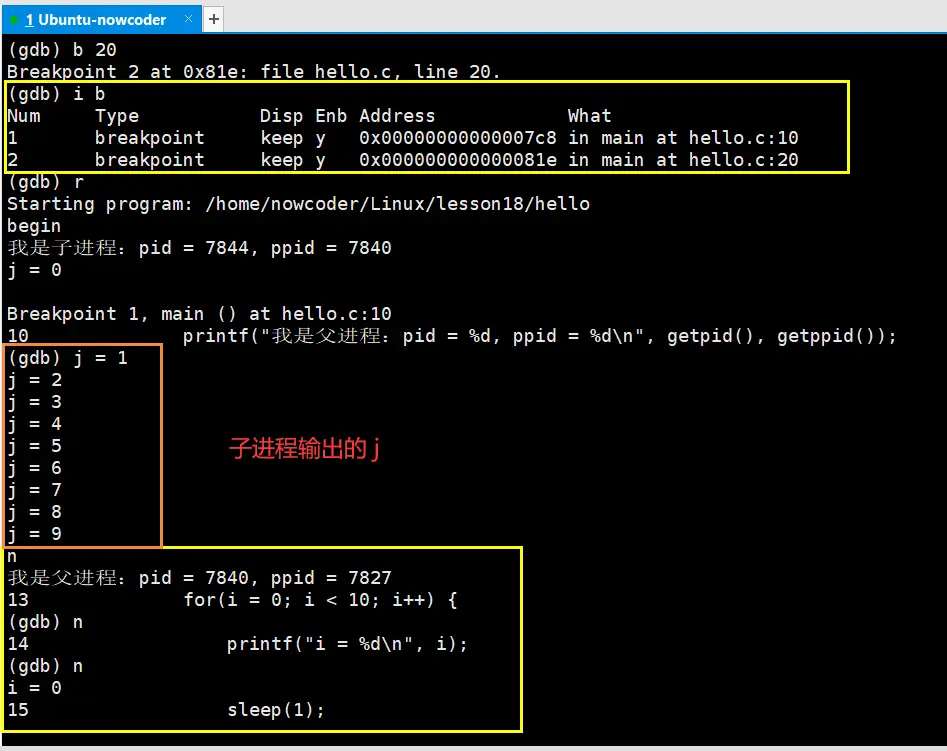 1 Ubuntu-nowcoder × +
(gdb) b 20
Breakpoint 2 at 0x81e: file hello.c, line 20.
(gdb) i b
Num     Type           Disp Enb Address            What
1       breakpoint     keep y   0x00000000000007c8 in main at hello.c:10
2       breakpoint     keep y   0x000000000000081e in main at hello.c:20
(gdb) r
Starting program: /home/nowcoder/Linux/lesson18/hello
begin
我是子进程：pid = 7844, ppid = 7840
j = 0
Breakpoint 1, main () at hello.c:10
10              printf("我是父进程：pid = %d, ppid = %d\n", getpid(), getppid());
(gdb) j = 1
j = 2
j = 3
j = 4
j = 5
子进程输出的 j
j = 6
j = 7
j = 8
j = 9
n
我是父进程：pid = 7840, ppid = 7827
13              for(i = 0; i < 10; i++) {
(gdb) n
14                  printf("i = %d\n", i);
(gdb) n
i = 0
15                  sleep(1);